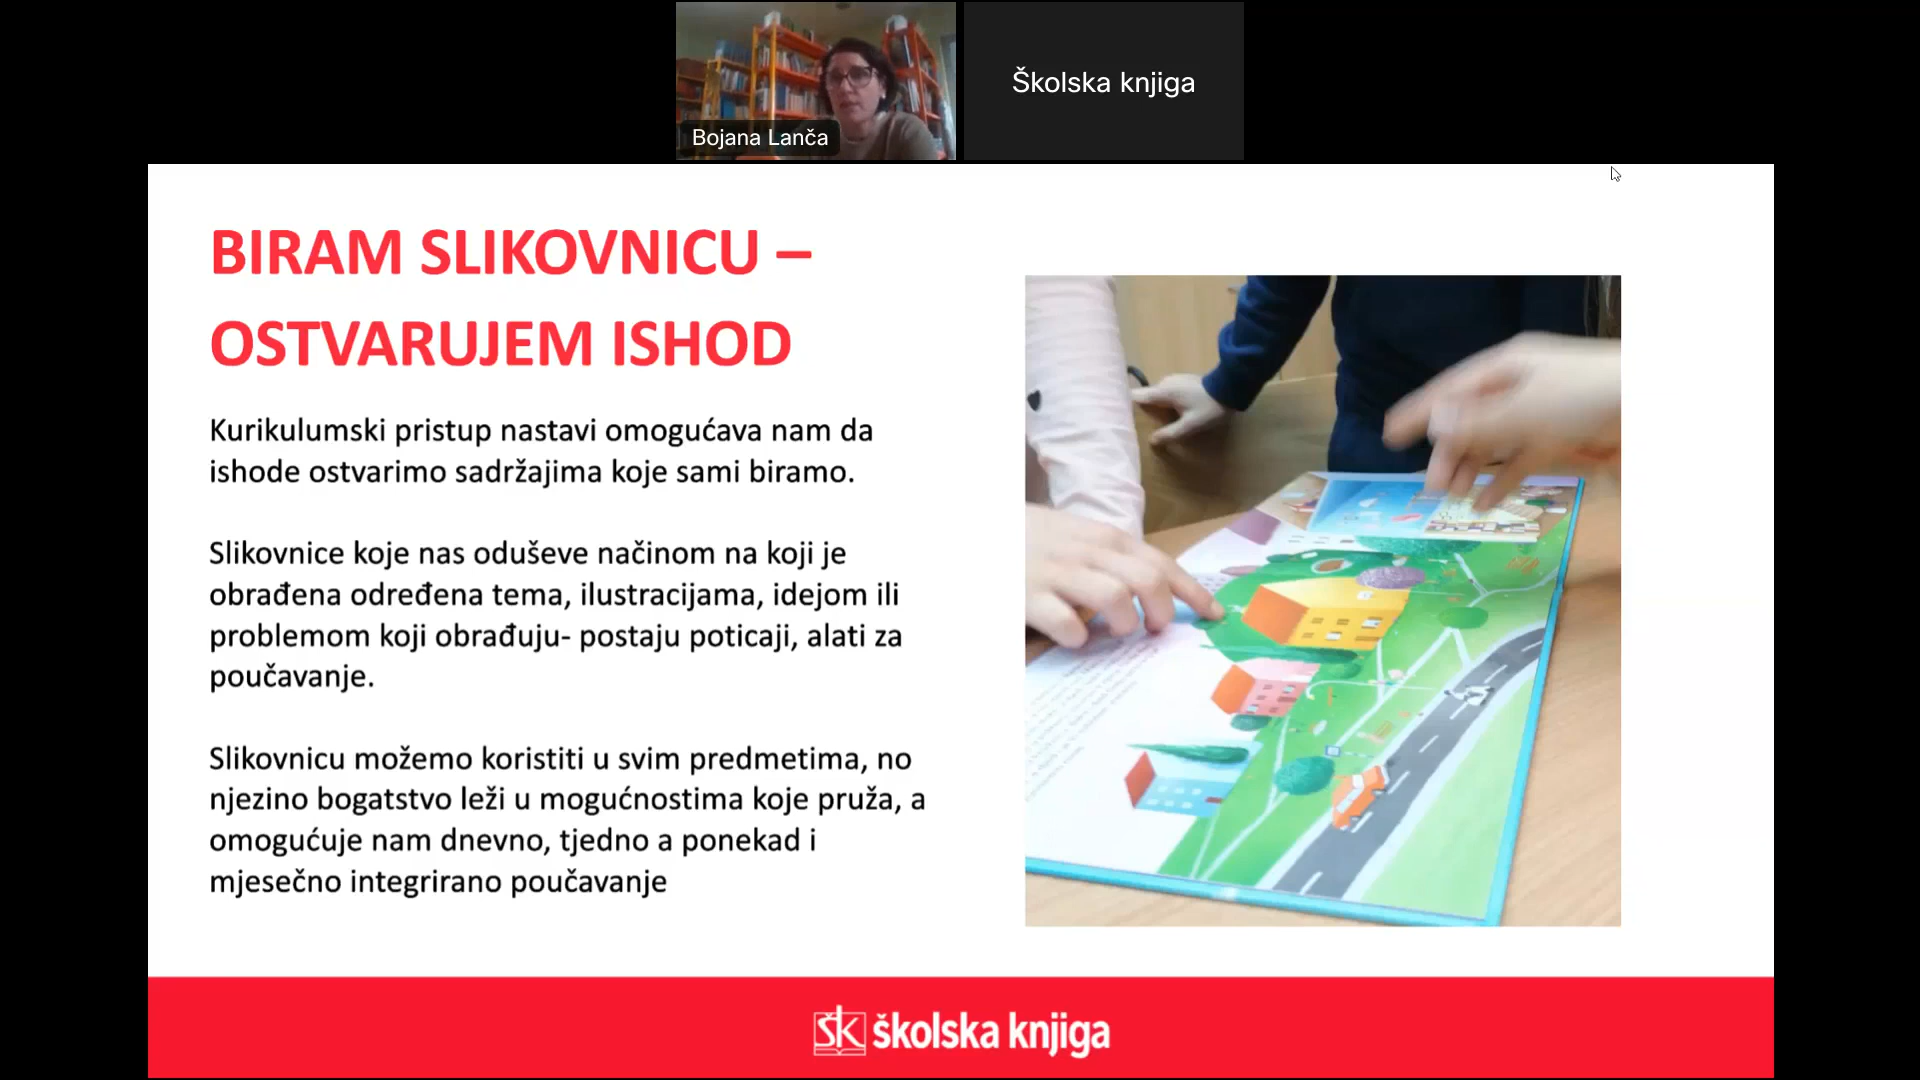 Bojana Lanča
Školska knjiga
BIRAM SLIKOVNICU –
OSTVARUJEM ISHOD
Kurikulumski pristup nastavi omogućava nam da
ishode ostvarimo sadržajima koje sami biramo.
Slikovnice koje nas oduševe načinom na koji je
obrađena određena tema, ilustracijama, idejom ili
problomom koji obrađuju- postaju poticaji, alati za
poučavanje.
Slikovnicu možemo koristiti u svim predmetima, no
njezino bogatstvo leži u mogućnostima koje pruža, a
omogućuje nam dnevno, tjedno a ponekad i
mjesečno integrirano poučavanje
ŠK školska knjiga